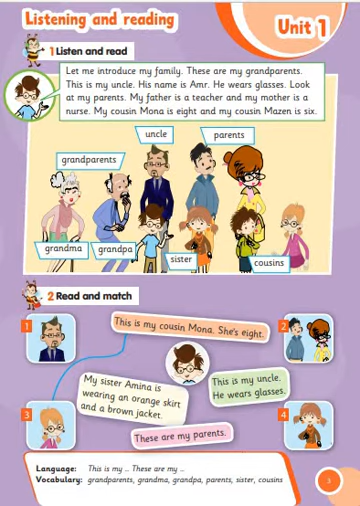 Listening and reading
Unit 1
1 Listen and read
Let me introduce my family. These are my grandparents.
This is my uncle. His name is Amr. He wears glasses. Look
at my parents. My father is a teacher and my mother is a
nurse. My cousin Mona is eight and my cousin Mazen is six.
uncle
parents
grandparents
grandma
grandpa
sister
cousins
2 Read and match
1
This is my cousin Mona. She's eight.
2
My sister Amina is
wearing an orange skirt
and a brown jacket.
This is my uncle.
He wears glasses.
3
These are my parents.
4
Language: This is my ... These are my ...
Vocabulary: grandparents, grandma, grandpa, parents, sister, cousins
3